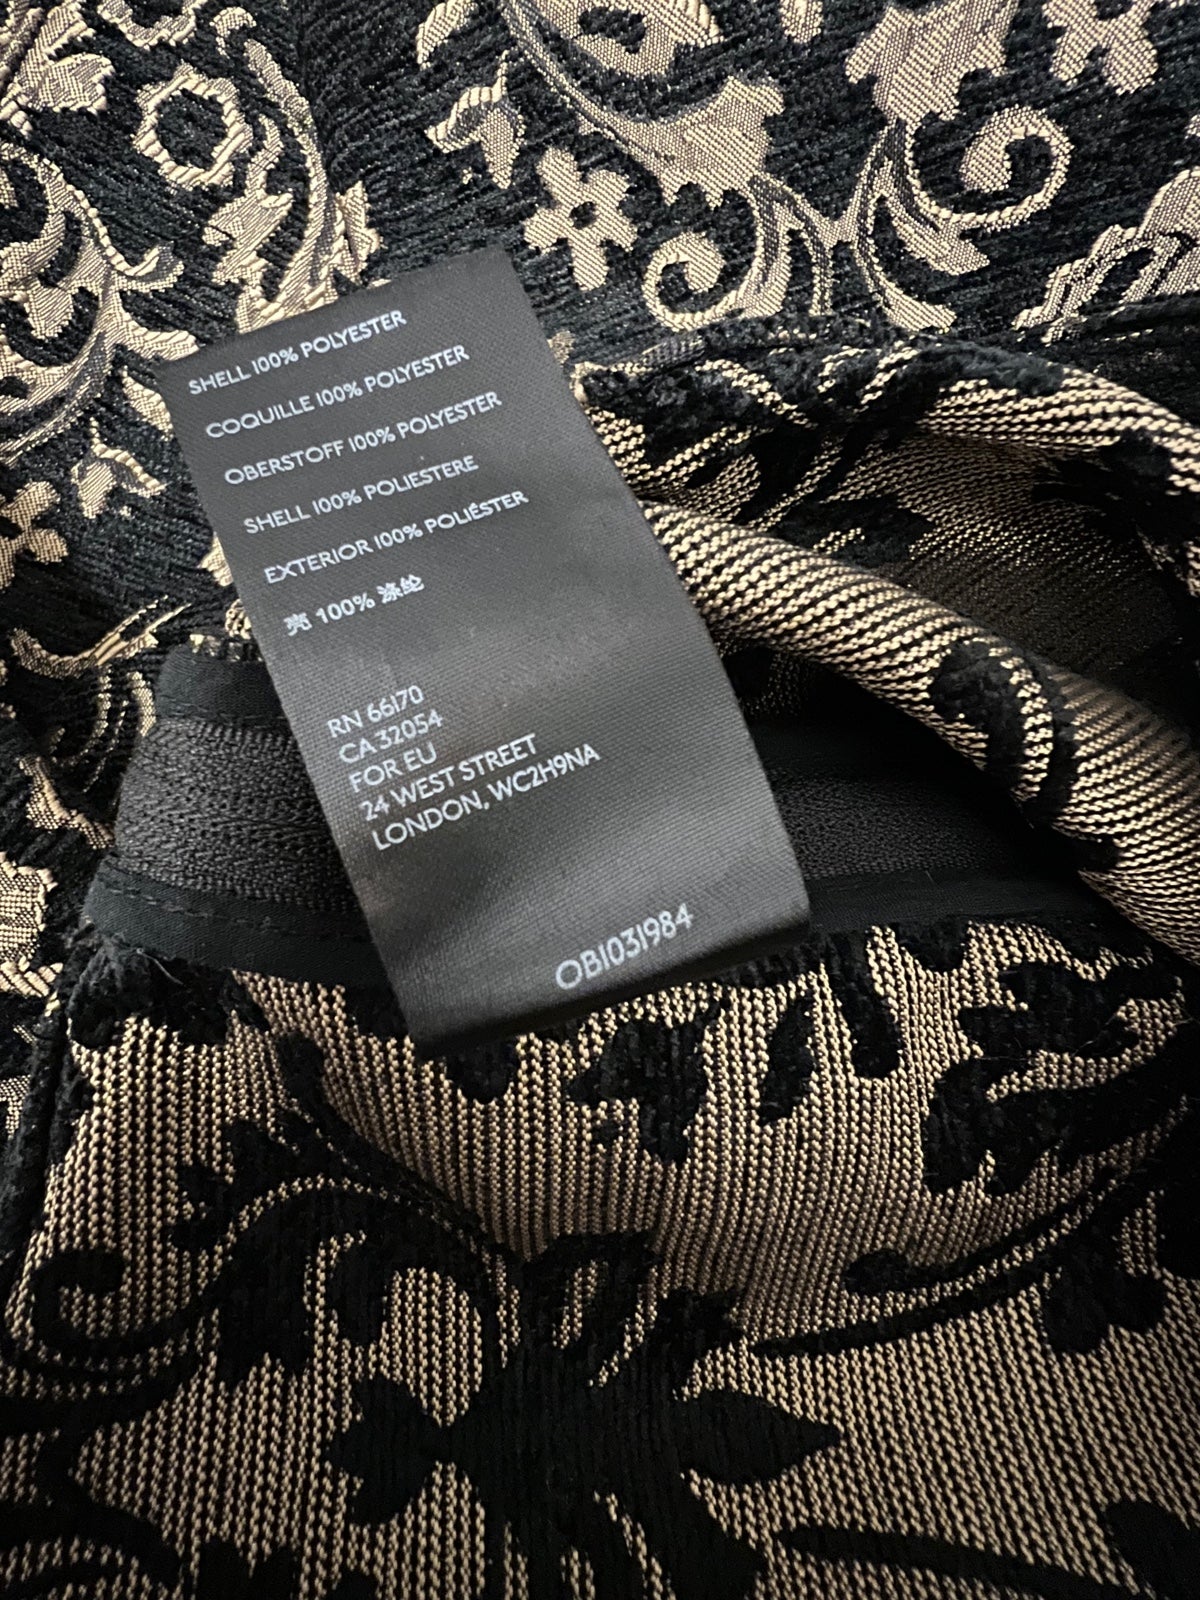 SHELL 100% POLYESTER
COQUILLE 100% POLYESTER
OBERSTOFF 100% POLYESTER
SHELL 100% POLIESTERE
EXTERIOR 100% POLIÉSTER
壳 100% 涤纶
RN 66170
CA 32054
FOR EU
24 WEST STREET
LONDON, WC2H9NA
OB1031984